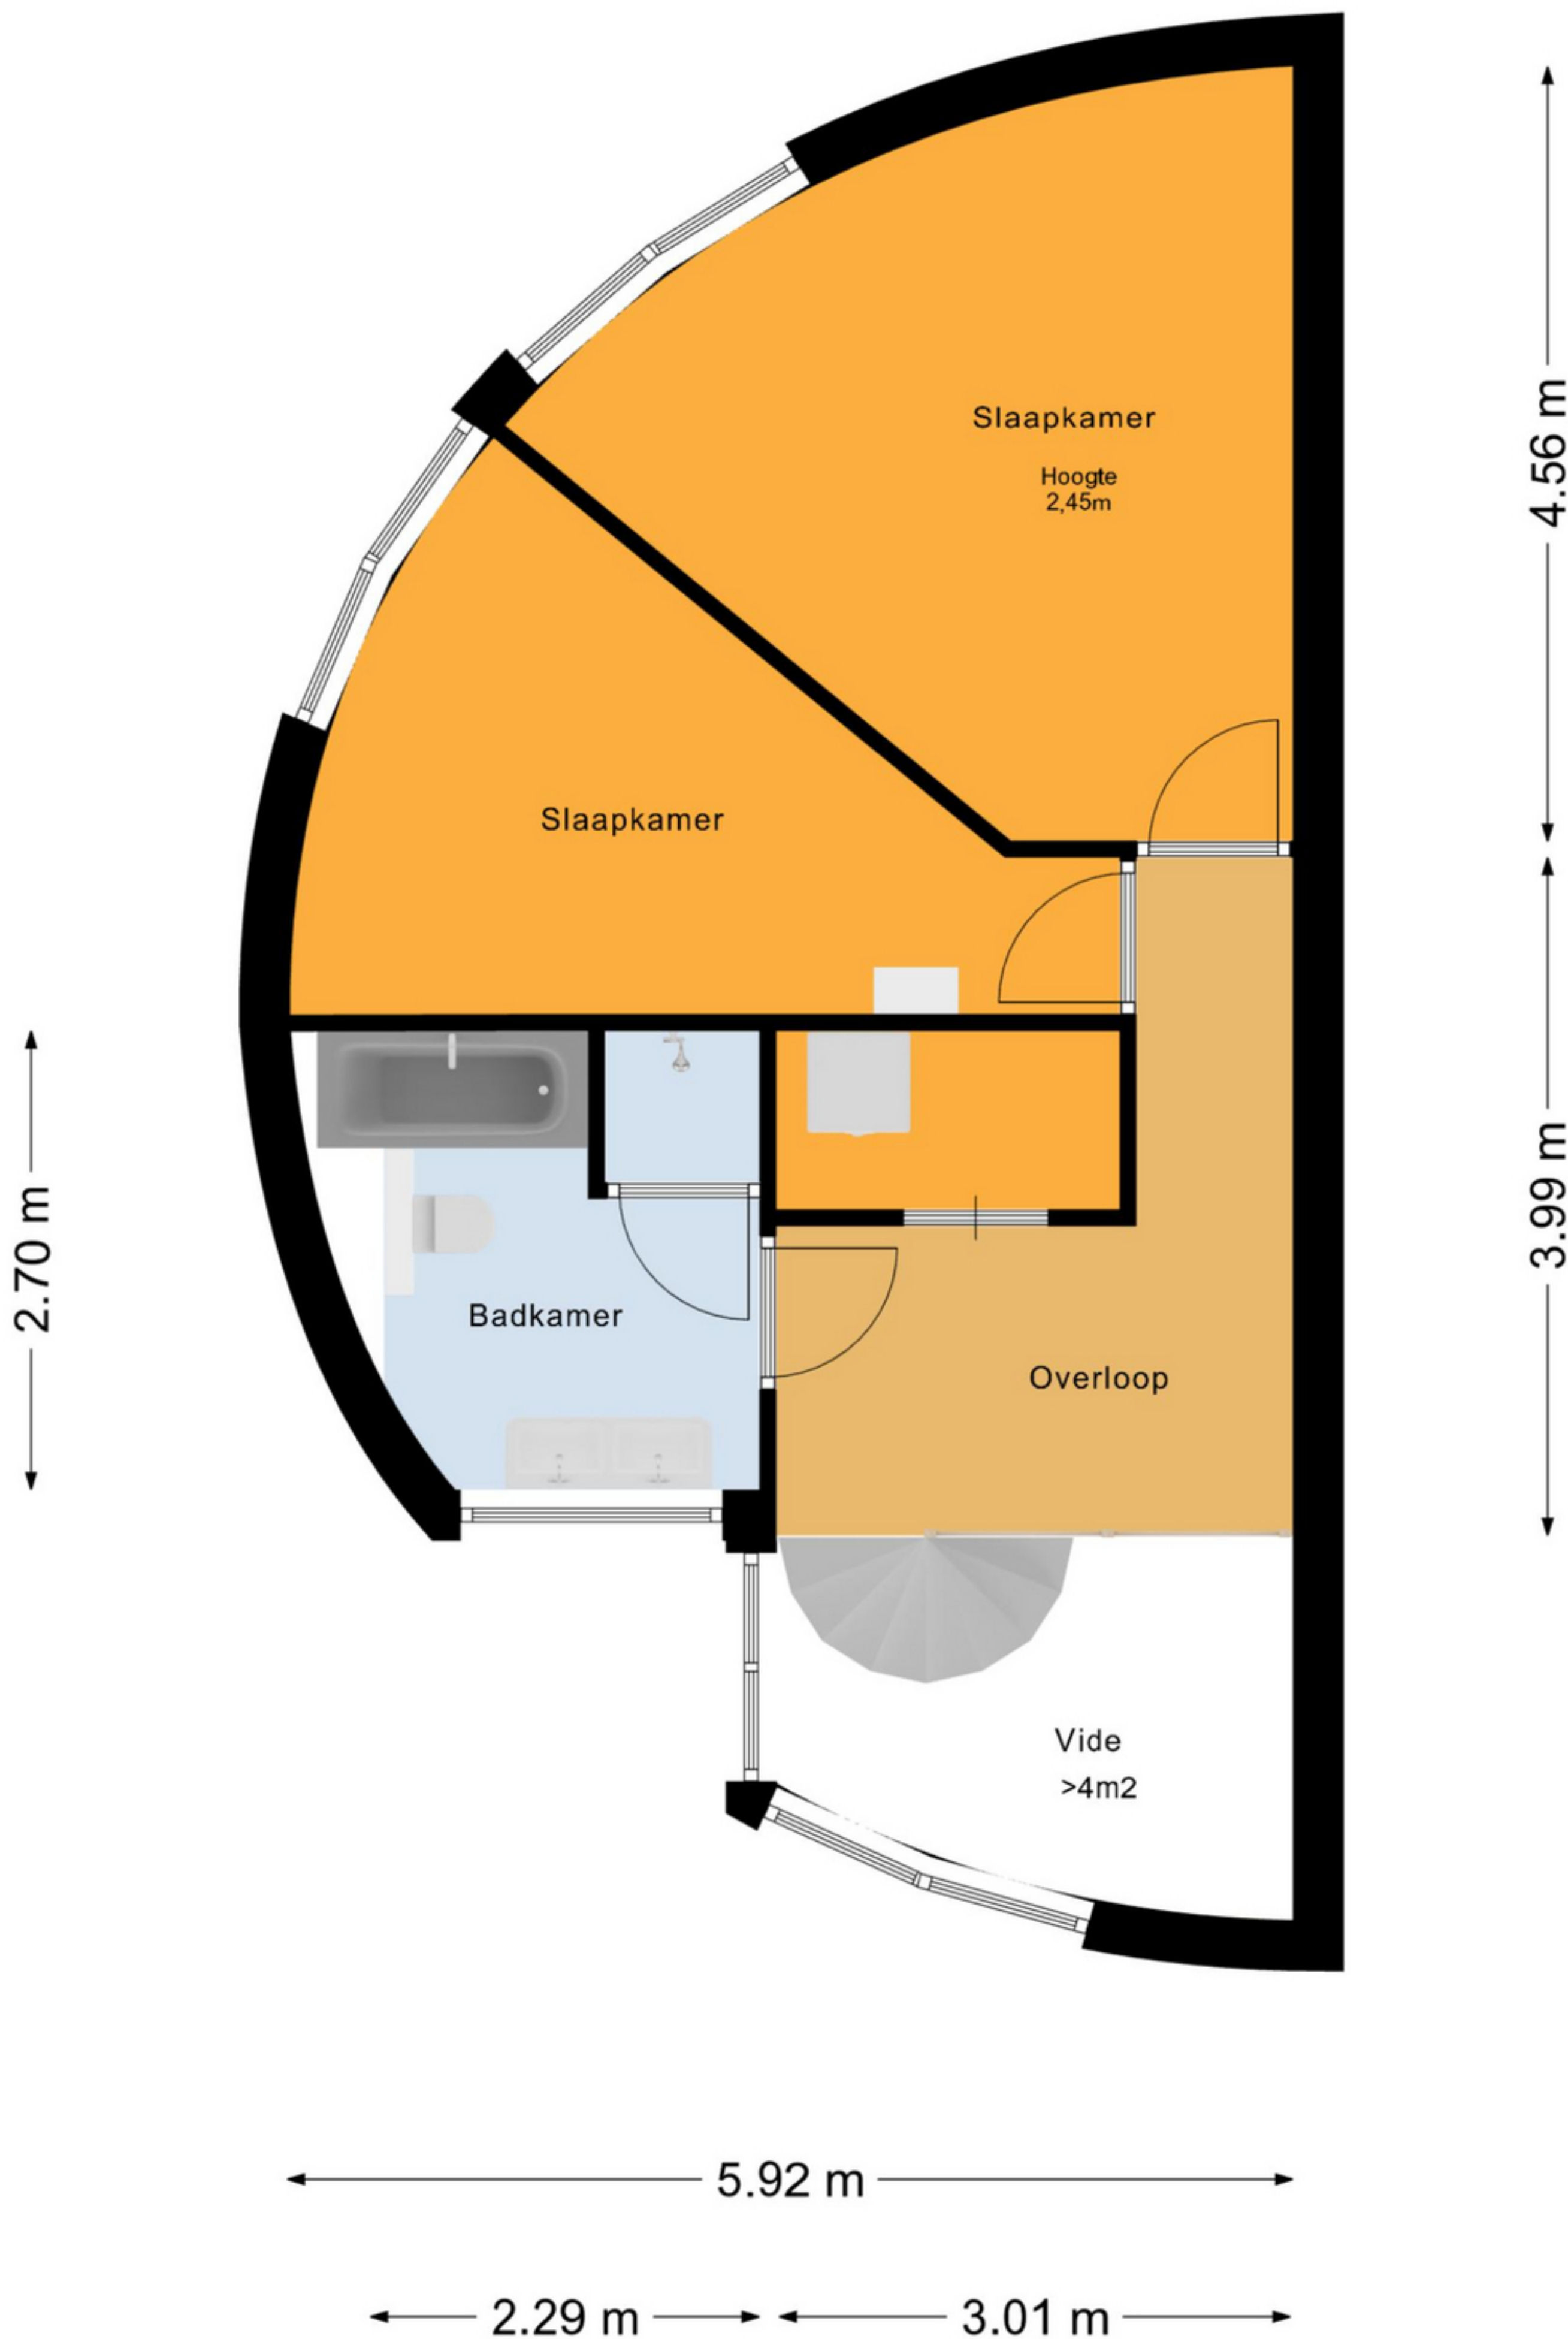 4.56 m
Slaapkamer
Hoogte
2,45m
Slaapkamer
3.99 m
2.70 m
Badkamer
Overloop
Vide
>4m2
5.92 m
2.29 m
3.01 m